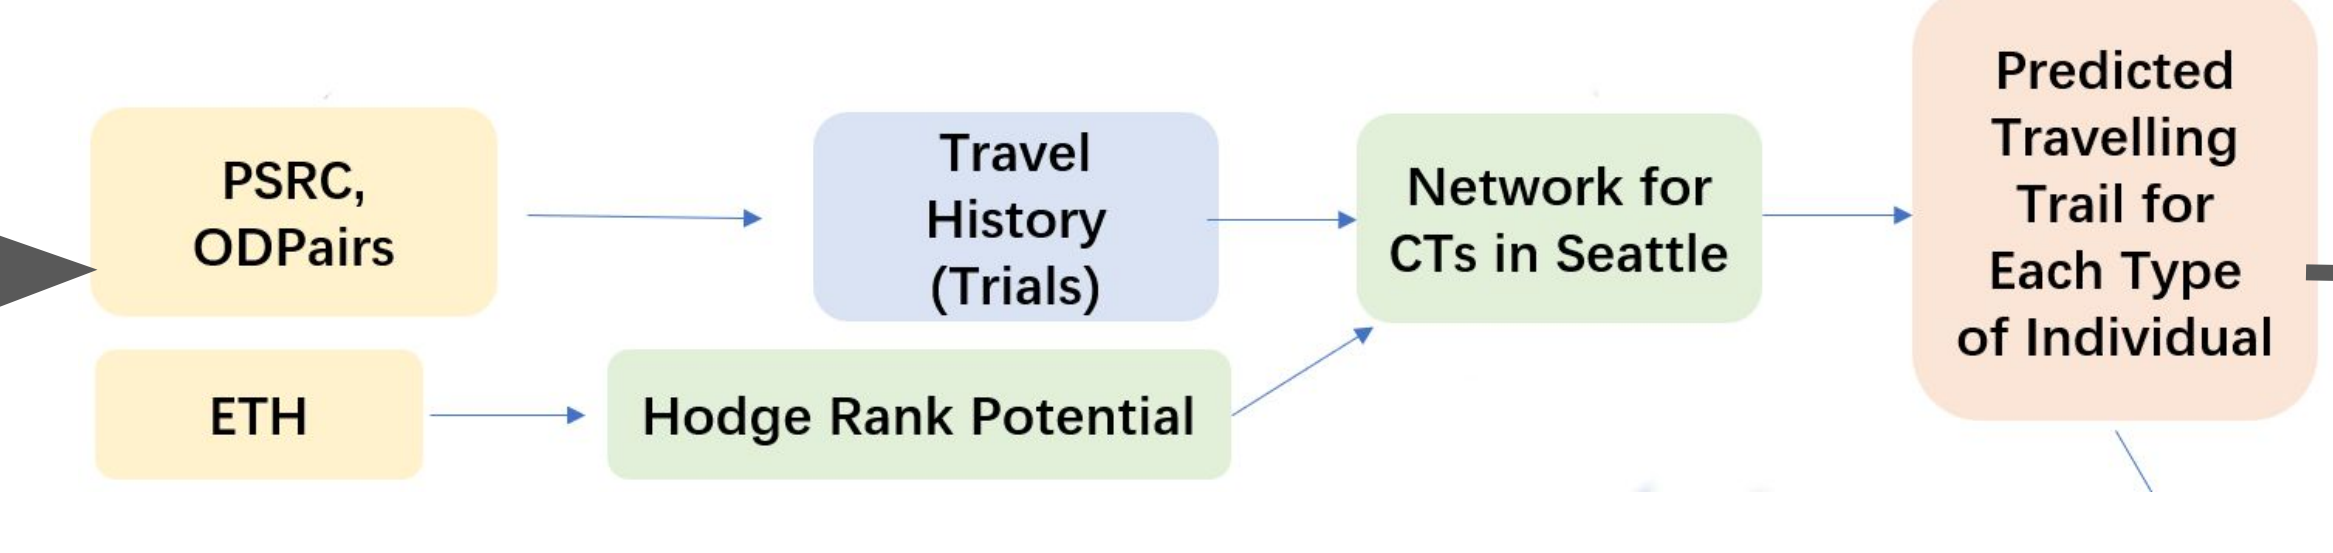 PSRC,
ODPairs
Travel
History
(Trials)
Network for
CTs in Seattle
Predicted
Travelling
Trail for
Each Type
of Individual
ETH
Hodge Rank Potential